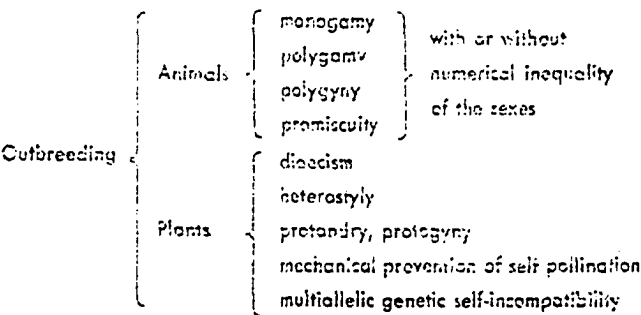 monogamy
polygamy
polygyny
promiscuity
Animals
with or without
numerical inequality
of the sexes
Outbreeding
dioecism
heterostyly
protandry, protogyny
mechanical prevention of self pollination
multiallelic genetic self-incompatibility
Plants